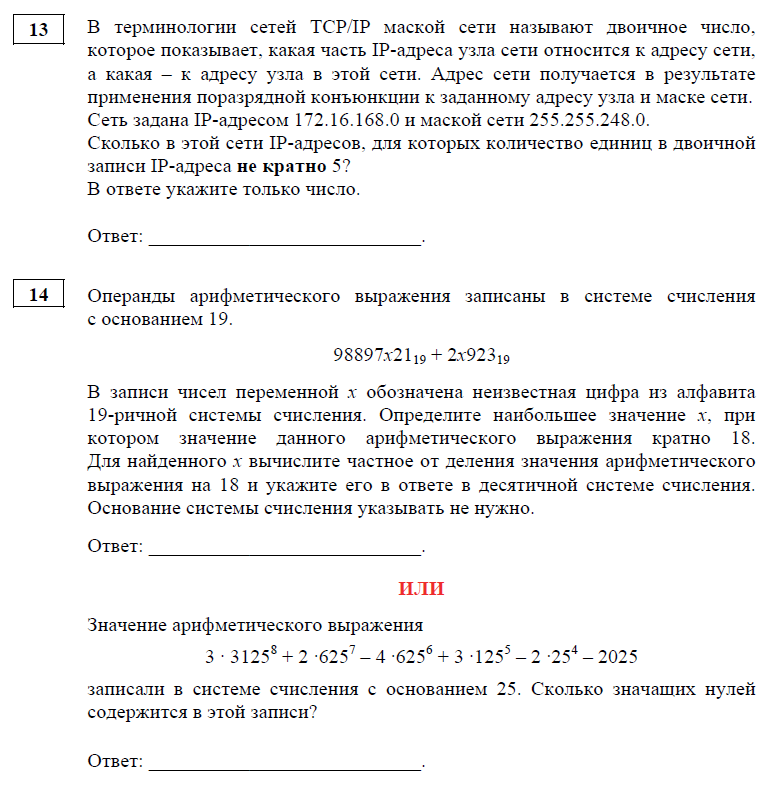 13
В терминологии сетей TCP/IP маской сети называют двоичное число,
которое показывает, какая часть IP-адреса узла сети относится к адресу сети,
а какая – к адресу узла в этой сети. Адрес сети получается в результате
применения поразрядной конъюнкции к заданному адресу узла и маске сети.
Сеть задана IP-адресом 172.16.168.0 и маской сети 255.255.248.0.
Сколько в этой сети IP-адресов, для которых количество единиц в двоичной
записи IP-адреса не кратно 5?
В ответе укажите только число.
Ответ: ____________________________.
14
Операнды арифметического выражения записаны в системе счисления
с основанием 19.
98897x21₁₉ + 2x923₁₉
В записи чисел переменной x обозначена неизвестная цифра из алфавита
19-ричной системы счисления. Определите наибольшее значение x, при
котором значение данного арифметического выражения кратно 18.
Для найденного x вычислите частное от деления значения арифметического
выражения на 18 и укажите его в ответе в десятичной системе счисления.
Основание системы счисления указывать не нужно.
Ответ: ____________________________.
ИЛИ
Значение арифметического выражения
3 · 3125⁸ + 2 ·625⁷ – 4 ·625⁶ + 3 ·125⁵ – 2 ·25⁴ – 2025
записали в системе счисления с основанием 25. Сколько значащих нулей
содержится в этой записи?
Ответ: ____________________________.